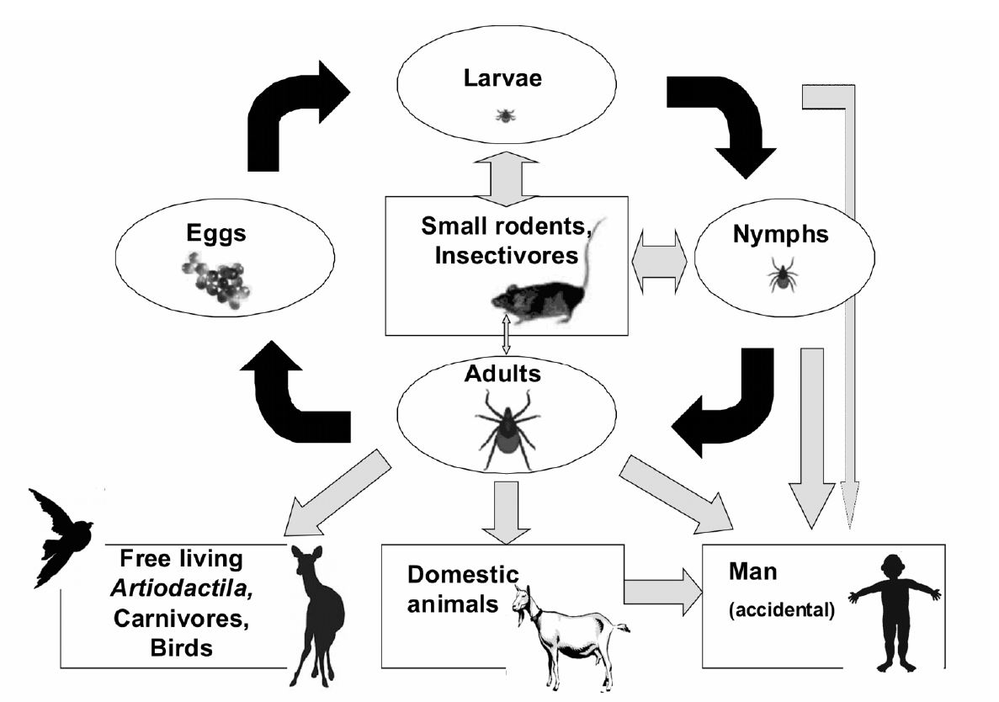 Larvae
Eggs
Small rodents,
Insectivores
Nymphs
Adults
Free living
Artiodactila,
Carnivores,
Birds
Domestic
animals
Man
(accidental)